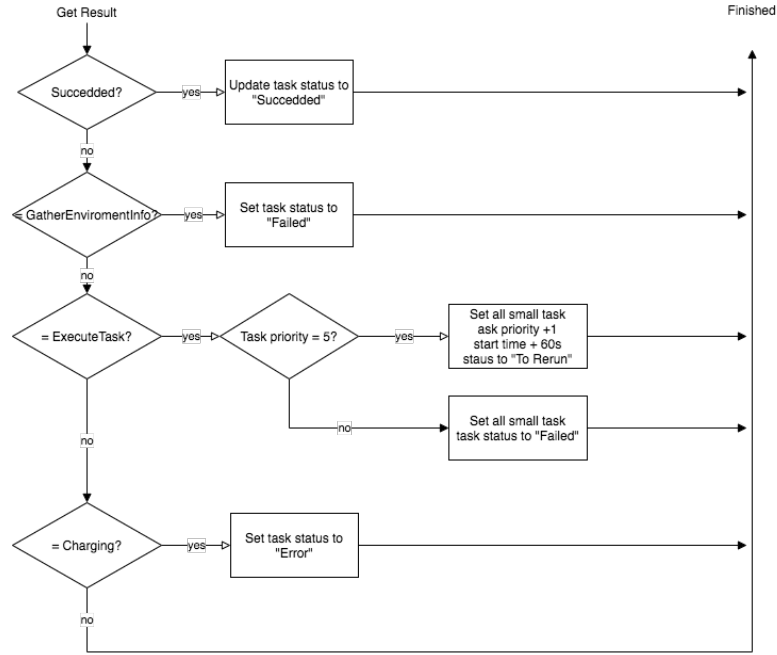 Get Result
Finished
Succedded?
yes
Update task status to
"Succedded"
no
= GatherEnviromentInfo?
yes
Set task status to
"Failed"
no
= ExecuteTask?
yes
Task priority = 5?
yes
Set all small task
ask priority +1
start time + 60s
staus to "To Rerun"
no
Set all small task
task status to "Failed"
no
= Charging?
yes
Set task status to
"Error"
no